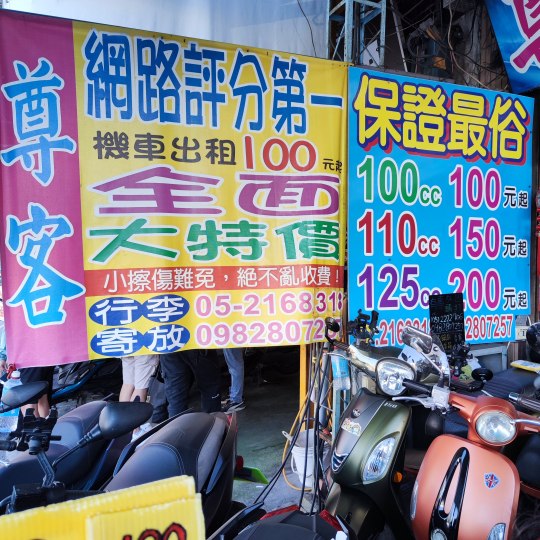 尊客
網路評分第一
機車出租100元起
全面
大特價
小擦傷難免，絕不亂收費！
行李
寄放
05-2168318
098280725
保證最俗
100cc 100元起
110cc 150元起
125cc 200元起
2807257
100